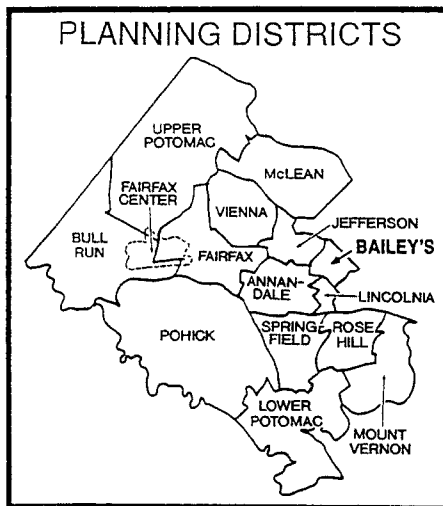 PLANNING DISTRICTS
UPPER
POTOMAC
McLEAN
FAIRFAX
CENTER
VIENNA
JEFFERSON
BAILEY'S
BULL
RUN
FAIRFAX
ANNAN-
DALE
LINCOLNIA
POHICK
SPRING
FIELD
ROSE
HILL
LOWER
POTOMAC
MOUNT
VERNON